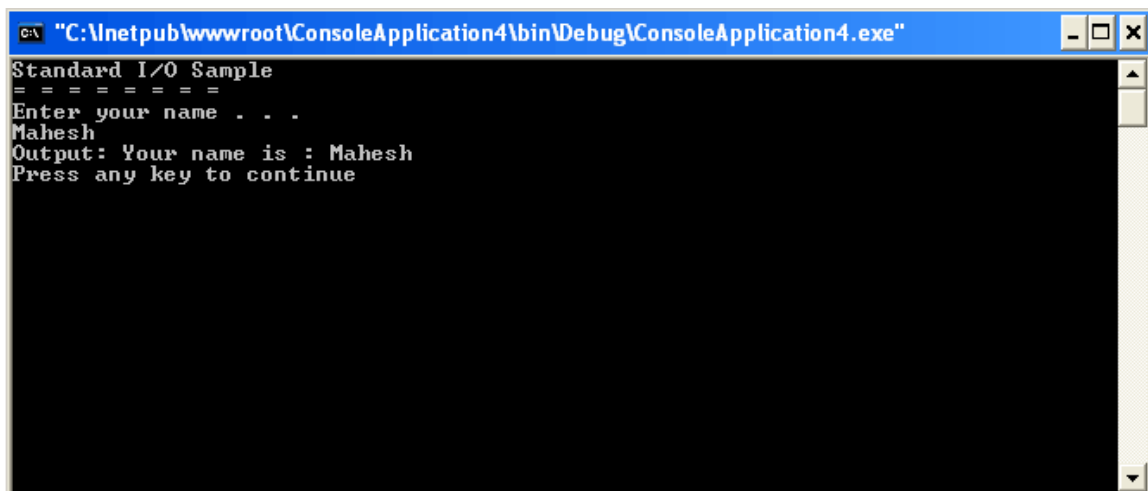 "C:\Inetpub\wwwroot\ConsoleApplication4\bin\Debug\ConsoleApplication4.exe"
Standard I/O Sample
= = = = = = = =
Enter your name . . .
Mahesh
Output: Your name is : Mahesh
Press any key to continue